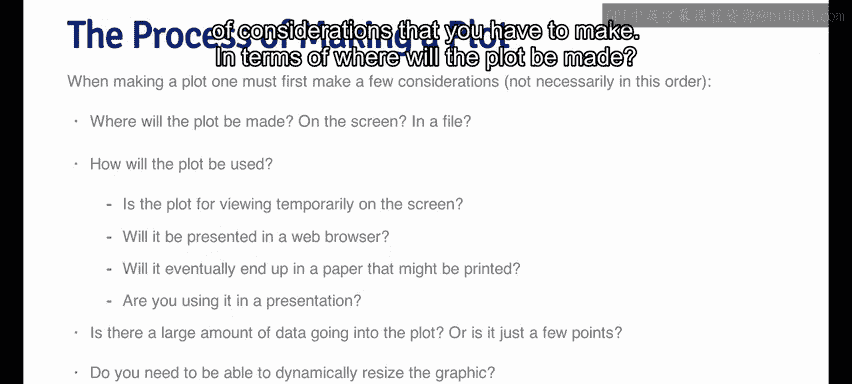 The Process of Making a Plot
of considerations that you have to make.
In terms of where will the plot be made?
When making a plot one must first make a few considerations (not necessarily in this order):
· Where will the plot be made? On the screen? In a file?
· How will the plot be used?
- Is the plot for viewing temporarily on the screen?
- Will it be presented in a web browser?
- Will it eventually end up in a paper that might be printed?
- Are you using it in a presentation?
· Is there a large amount of data going into the plot? Or is it just a few points?
· Do you need to be able to dynamically resize the graphic?